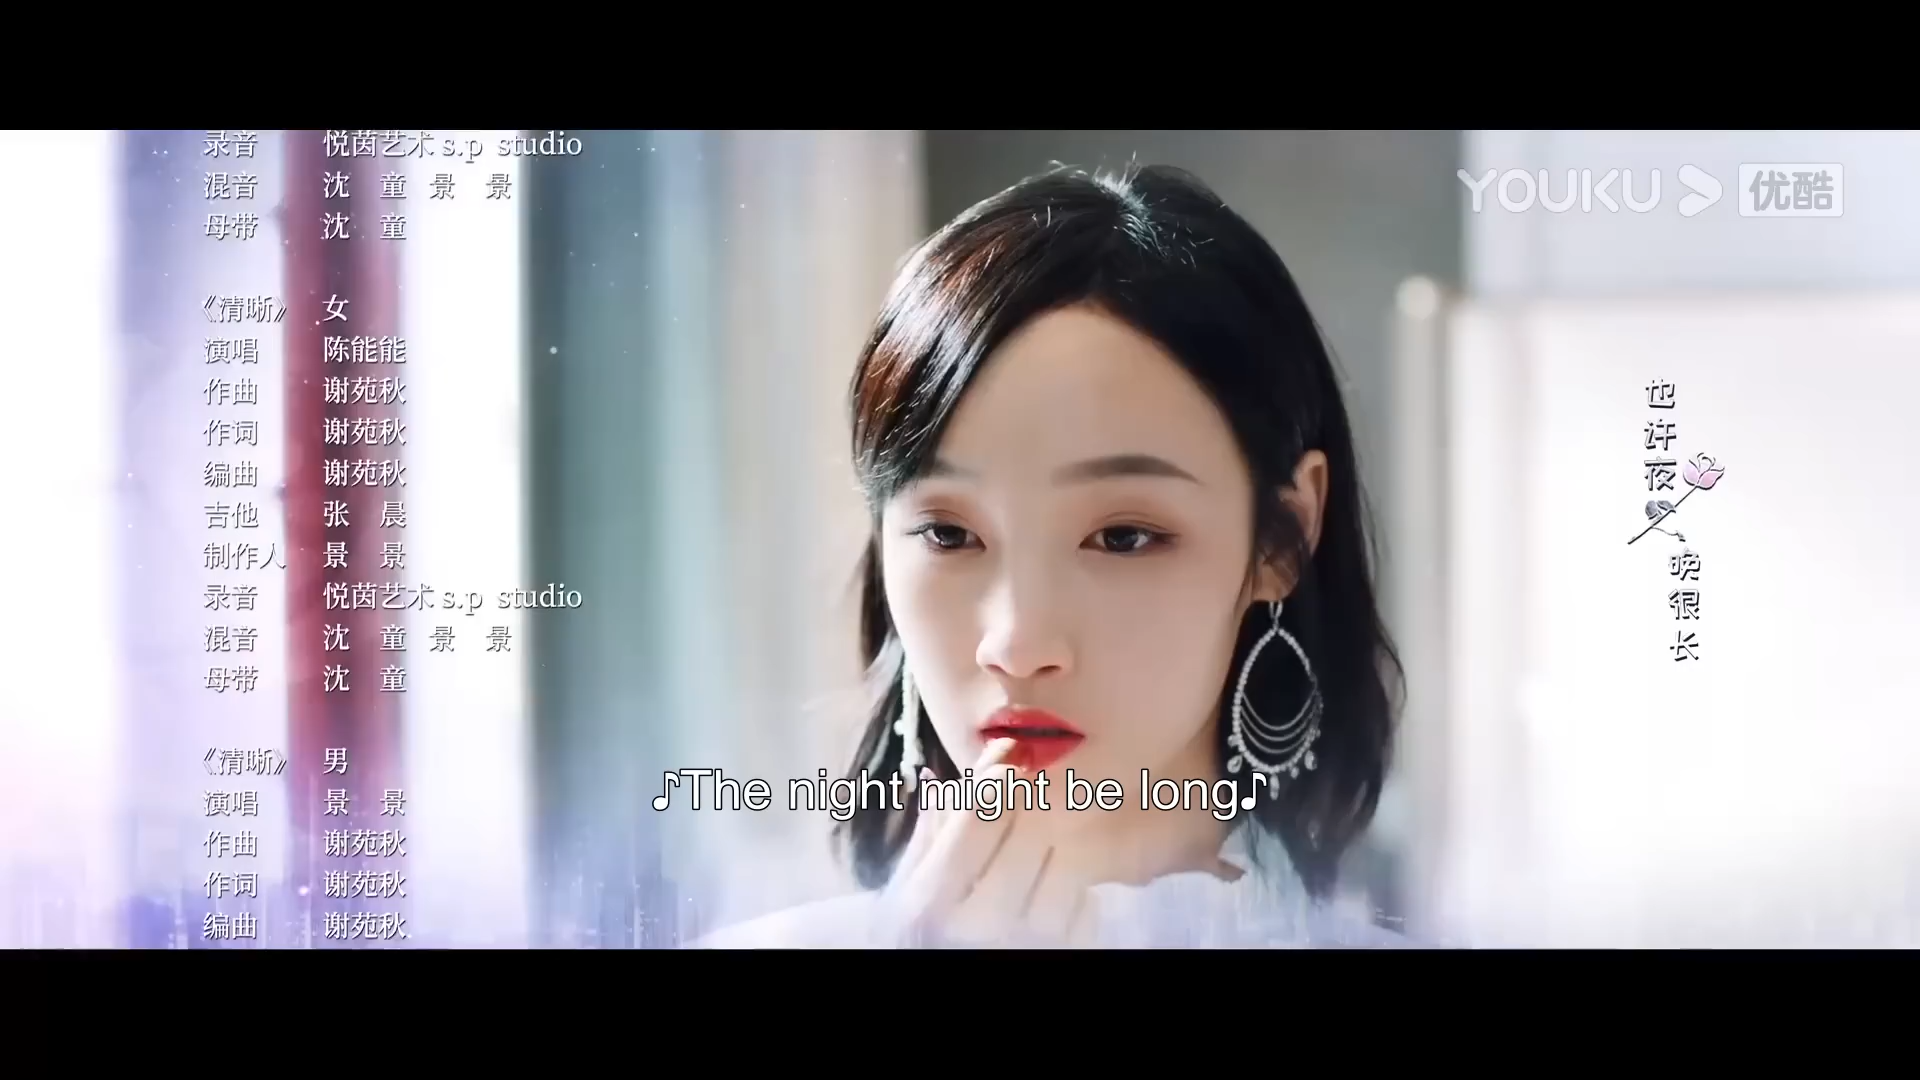 录音 悦茵艺术 s.p studio
混音 沈 童 景 景
母带 沈 童
《清晰》 女
演唱 陈能能
作曲 谢苑秋
作词 谢苑秋
编曲 谢苑秋
吉他 张 晨
制作人 景 景
录音 悦茵艺术 s.p studio
混音 沈 童 景 景
母带 沈 童
《清晰》 男
演唱 景 景
作曲 谢苑秋
作词 谢苑秋
编曲 谢苑秋
YOUKU 优酷
也许夜
晚很长
♪The night might be long♪